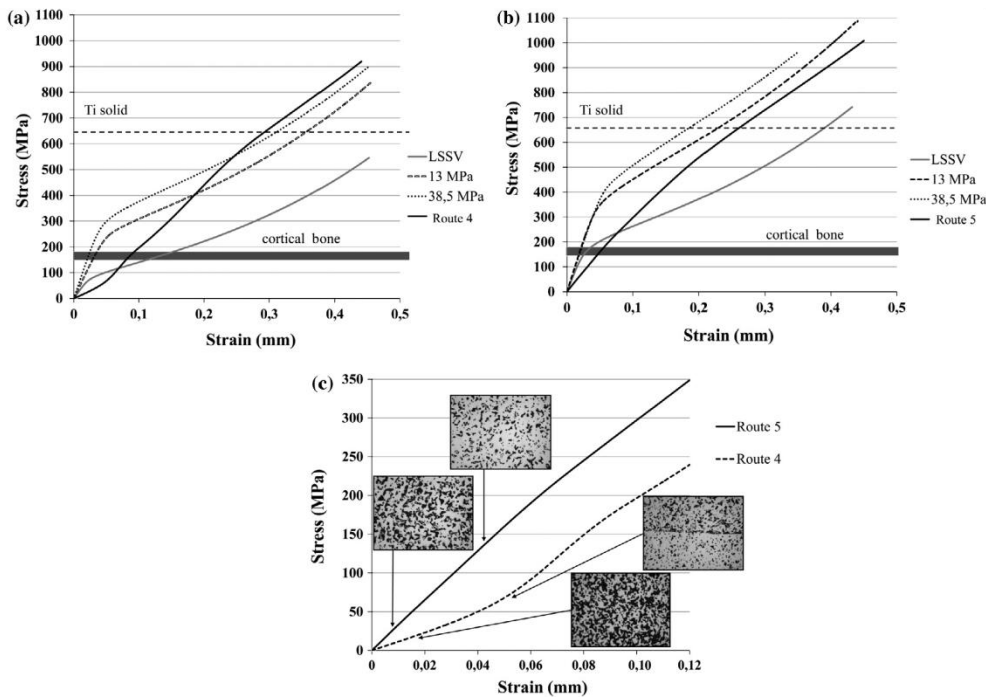 (a)
Stress (MPa)
1100
1000
900
800
700
600
500
400
300
200
100
0
Ti solid
cortical bone
LSSV
13 MPa
38,5 MPa
Route 4
0
0,1
0,2
0,3
0,4
0,5
Strain (mm)
(b)
Stress (MPa)
1100
1000
900
800
700
600
500
400
300
200
100
0
Ti solid
cortical bone
LSSV
13 MPa
38,5 MPa
Route 5
0
0,1
0,2
0,3
0,4
0,5
Strain (mm)
(c)
Stress (MPa)
350
300
250
200
150
100
50
0
Route 5
Route 4
0
0,02
0,04
0,06
0,08
0,10
0,12
Strain (mm)